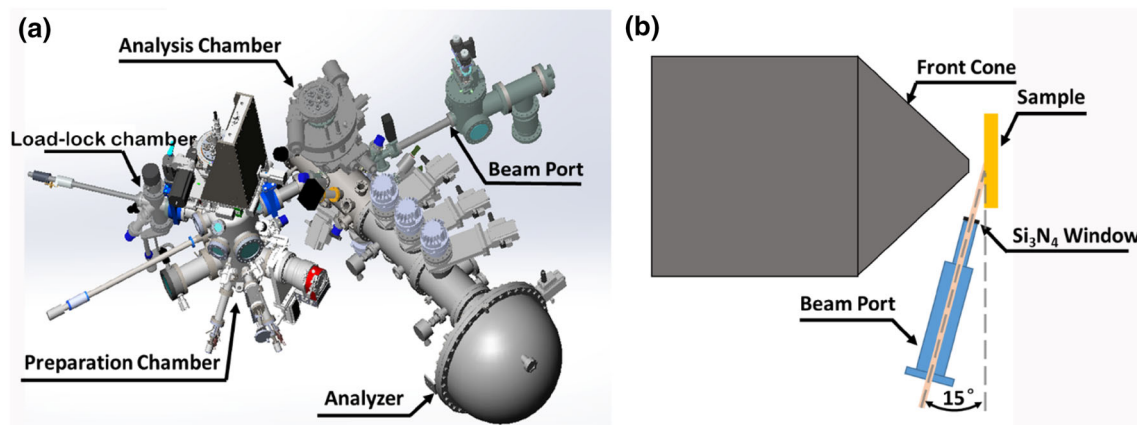 (a)
Analysis Chamber
Load-lock chamber
Beam Port
Preparation Chamber
Analyzer
(b)
Front Cone
Sample
Si₃N₄ Window
Beam Port
15°